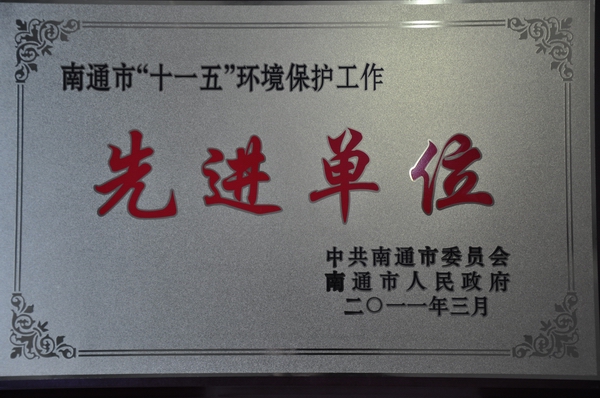 南通市“十一五”环境保护工作
先进单位
中共南通市委员会
南通市人民政府
二〇一一年三月